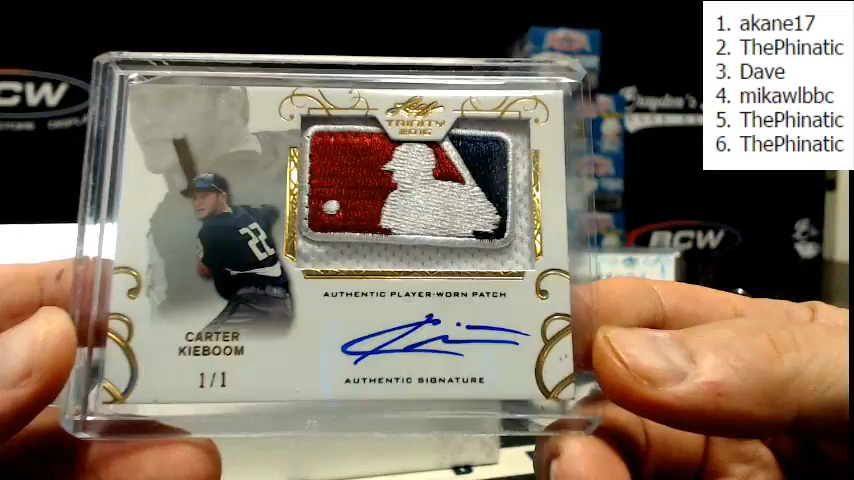 1. akane17
2. ThePhinatic
3. Dave
4. mikawlbbc
5. ThePhinatic
6. ThePhinatic
BCW
BCW
Leaf
TRINITY
22
AUTHENTIC PLAYER-WORN PATCH
CARTER
KIEBOOM
1/1
AUTHENTIC SIGNATURE